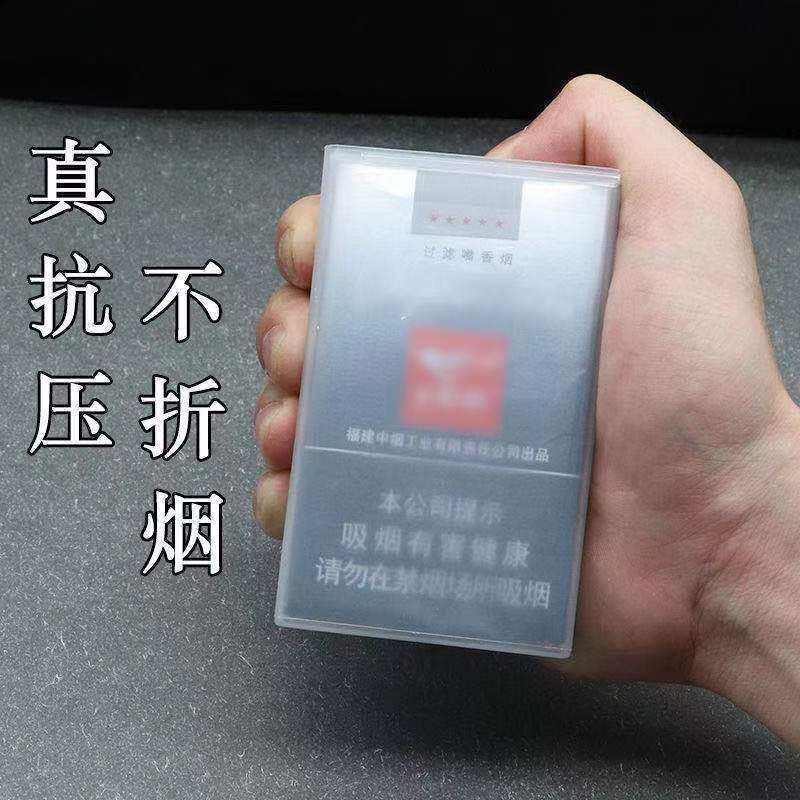 真抗压
不折烟
过滤嘴香烟
福建中烟工业有限责任公司出品
本公司提示
吸烟有害健康
请勿在禁烟场所吸烟